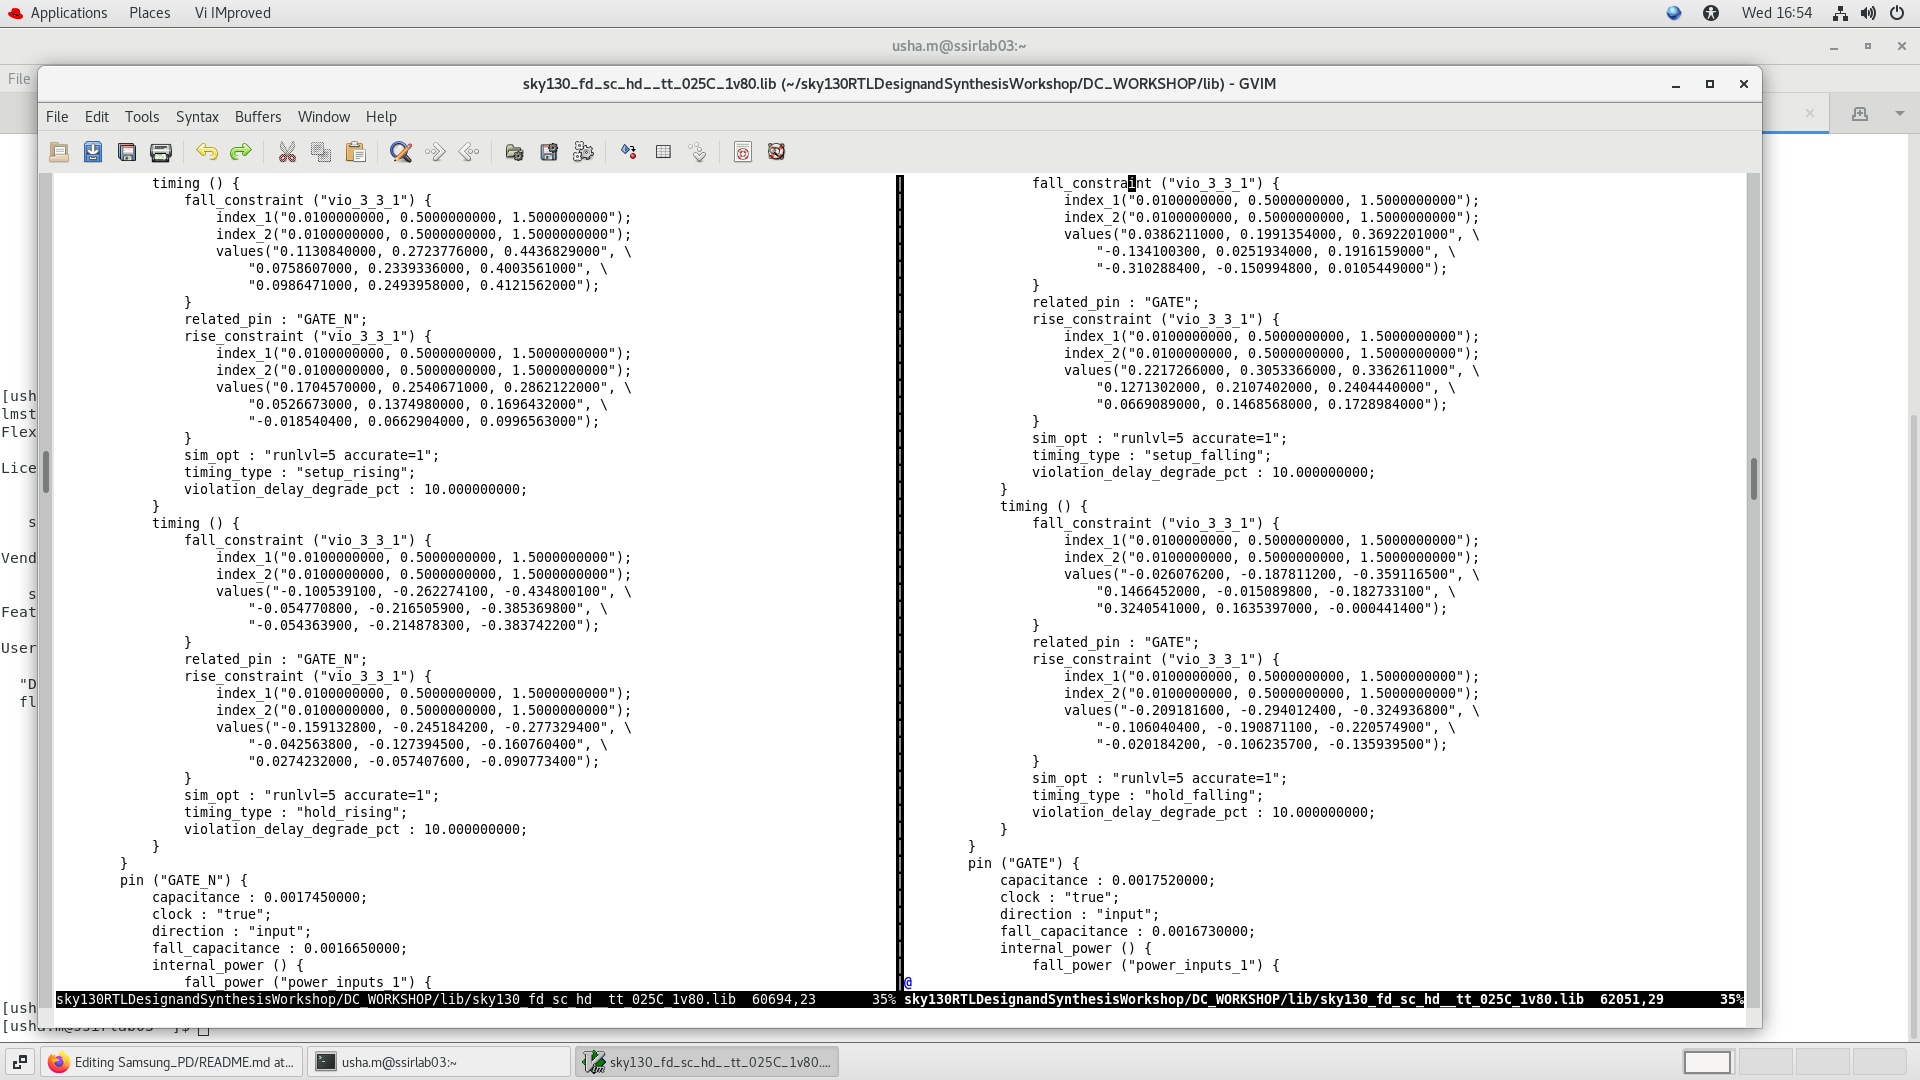 Applications Places Vi IMproved Wed 16:54
usha.m@ssirlab03:~
File
sky130_fd_sc_hd__tt_025C_1v80.lib (~/sky130RTLDesignandSynthesisWorkshop/DC_WORKSHOP/lib) - GVIM
File Edit Tools Syntax Buffers Window Help
timing () {
fall_constraint ("vio_3_3_1") {
index_1("0.0100000000, 0.5000000000, 1.5000000000");
index_2("0.0100000000, 0.5000000000, 1.5000000000");
values("0.1130840000, 0.2723776000, 0.4436829000", \
"0.0758607000, 0.2339336000, 0.4003561000", \
"0.0986471000, 0.2493958000, 0.4121562000");
}
related_pin : "GATE_N";
rise_constraint ("vio_3_3_1") {
index_1("0.0100000000, 0.5000000000, 1.5000000000");
index_2("0.0100000000, 0.5000000000, 1.5000000000");
values("0.1704570000, 0.2540671000, 0.2862122000", \
"0.0526673000, 0.1374980000, 0.1696432000", \
"-0.018540400, 0.0662904000, 0.0996563000");
}
sim_opt : "runlvl=5 accurate=1";
timing_type : "setup_rising";
violation_delay_degrade_pct : 10.000000000;
}
timing () {
fall_constraint ("vio_3_3_1") {
index_1("0.0100000000, 0.5000000000, 1.5000000000");
index_2("0.0100000000, 0.5000000000, 1.5000000000");
values("-0.100539100, -0.262274100, -0.434800100", \
"-0.054770800, -0.216505900, -0.385369800", \
"-0.054363900, -0.214878300, -0.383742200");
}
related_pin : "GATE_N";
rise_constraint ("vio_3_3_1") {
index_1("0.0100000000, 0.5000000000, 1.5000000000");
index_2("0.0100000000, 0.5000000000, 1.5000000000");
values("-0.159132800, -0.245184200, -0.277329400", \
"-0.042563800, -0.127394500, -0.160760400", \
"0.0274232000, -0.057407600, -0.090773400");
}
sim_opt : "runlvl=5 accurate=1";
timing_type : "hold_rising";
violation_delay_degrade_pct : 10.000000000;
}
}
pin ("GATE_N") {
capacitance : 0.0017450000;
clock : "true";
direction : "input";
fall_capacitance : 0.0016650000;
internal_power () {
fall_power ("power_inputs_1") {
sky130RTLDesignandSynthesisWorkshop/DC_WORKSHOP/lib/sky130_fd_sc_hd__tt_025C_1v80.lib 60694,23 35%
fall_constraint ("vio_3_3_1") {
index_1("0.0100000000, 0.5000000000, 1.5000000000");
index_2("0.0100000000, 0.5000000000, 1.5000000000");
values("0.0386211000, 0.1991354000, 0.3692201000", \
"-0.134100300, 0.0251934000, 0.1916159000", \
"-0.310288400, -0.150994800, 0.0105449000");
}
related_pin : "GATE";
rise_constraint ("vio_3_3_1") {
index_1("0.0100000000, 0.5000000000, 1.5000000000");
index_2("0.0100000000, 0.5000000000, 1.5000000000");
values("0.2217266000, 0.3053366000, 0.3362611000", \
"0.1271302000, 0.2107402000, 0.2404440000", \
"0.0669089000, 0.1468568000, 0.1728984000");
}
sim_opt : "runlvl=5 accurate=1";
timing_type : "setup_falling";
violation_delay_degrade_pct : 10.000000000;
}
timing () {
fall_constraint ("vio_3_3_1") {
index_1("0.0100000000, 0.5000000000, 1.5000000000");
index_2("0.0100000000, 0.5000000000, 1.5000000000");
values("-0.026076200, -0.187811200, -0.359116500", \
"0.1466452000, -0.015089800, -0.182733100", \
"0.3240541000, 0.1635397000, -0.000441400");
}
related_pin : "GATE";
rise_constraint ("vio_3_3_1") {
index_1("0.0100000000, 0.5000000000, 1.5000000000");
index_2("0.0100000000, 0.5000000000, 1.5000000000");
values("-0.209181600, -0.294012400, -0.324936800", \
"-0.106040400, -0.190871100, -0.220574900", \
"-0.020184200, -0.106235700, -0.135939500");
}
sim_opt : "runlvl=5 accurate=1";
timing_type : "hold_falling";
violation_delay_degrade_pct : 10.000000000;
}
}
pin ("GATE") {
capacitance : 0.0017520000;
clock : "true";
direction : "input";
fall_capacitance : 0.0016730000;
internal_power () {
fall_power ("power_inputs_1") {
@
sky130RTLDesignandSynthesisWorkshop/DC_WORKSHOP/lib/sky130_fd_sc_hd__tt_025C_1v80.lib 62051,29 35%
[ush
lmst
Flex
Lice
s
Vend
s
Feat
User
"D
fl
[ush
Editing Samsung_PD/README.md at... usha.m@ssirlab03:~ sky130_fd_sc_hd__tt_025C_1v80....